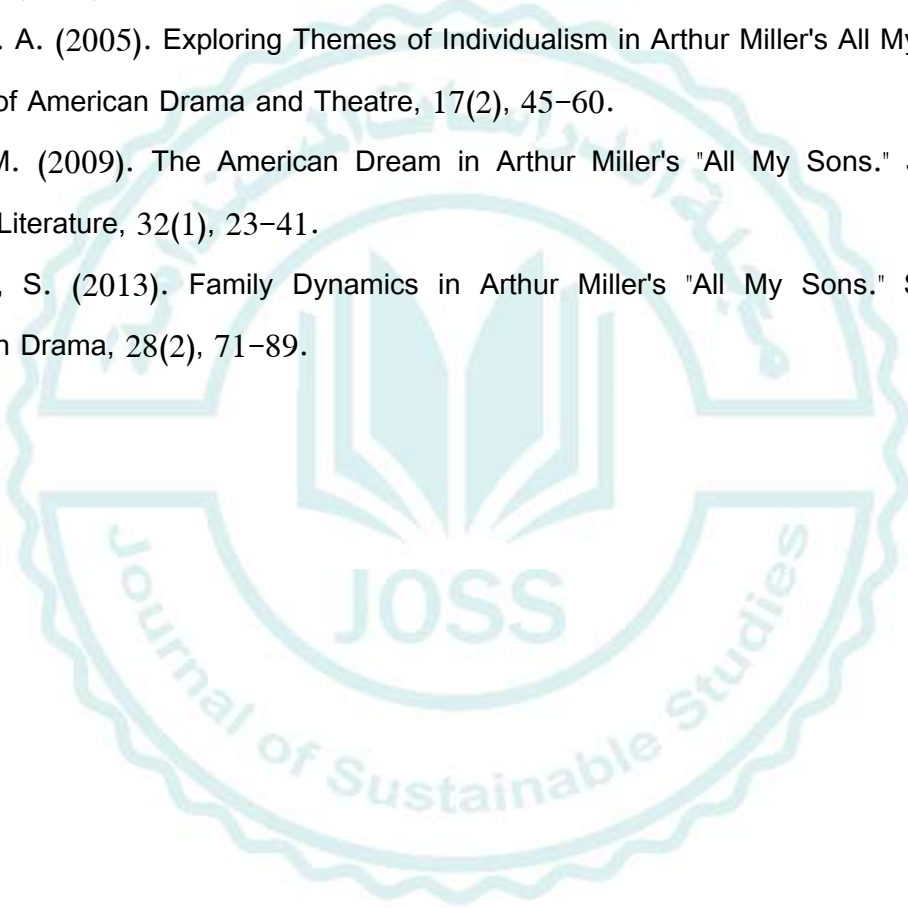 . A. (2005). Exploring Themes of Individualism in Arthur Miller's All My
of American Drama and Theatre, 17(2), 45–60.
M. (2009). The American Dream in Arthur Miller's "All My Sons."
Literature, 32(1), 23–41.
, S. (2013). Family Dynamics in Arthur Miller's "All My Sons."
Drama, 28(2), 71–89.
JOSS
Journal of Sustainable Studies